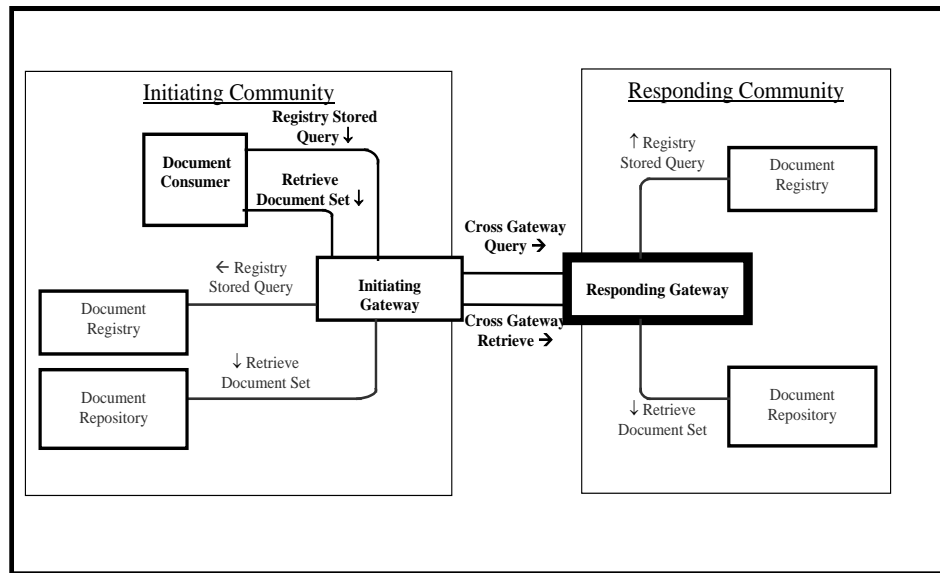 Initiating Community
Registry Stored
Query ↓
Document
Consumer
Retrieve
Document Set ↓
← Registry
Stored Query
Initiating
Gateway
Document
Registry
↓ Retrieve
Document Set
Document
Repository
Cross Gateway
Query →
Cross Gateway
Retrieve →
Responding Community
↑ Registry
Stored Query
Document
Registry
Responding Gateway
Document
Repository
↓ Retrieve
Document Set